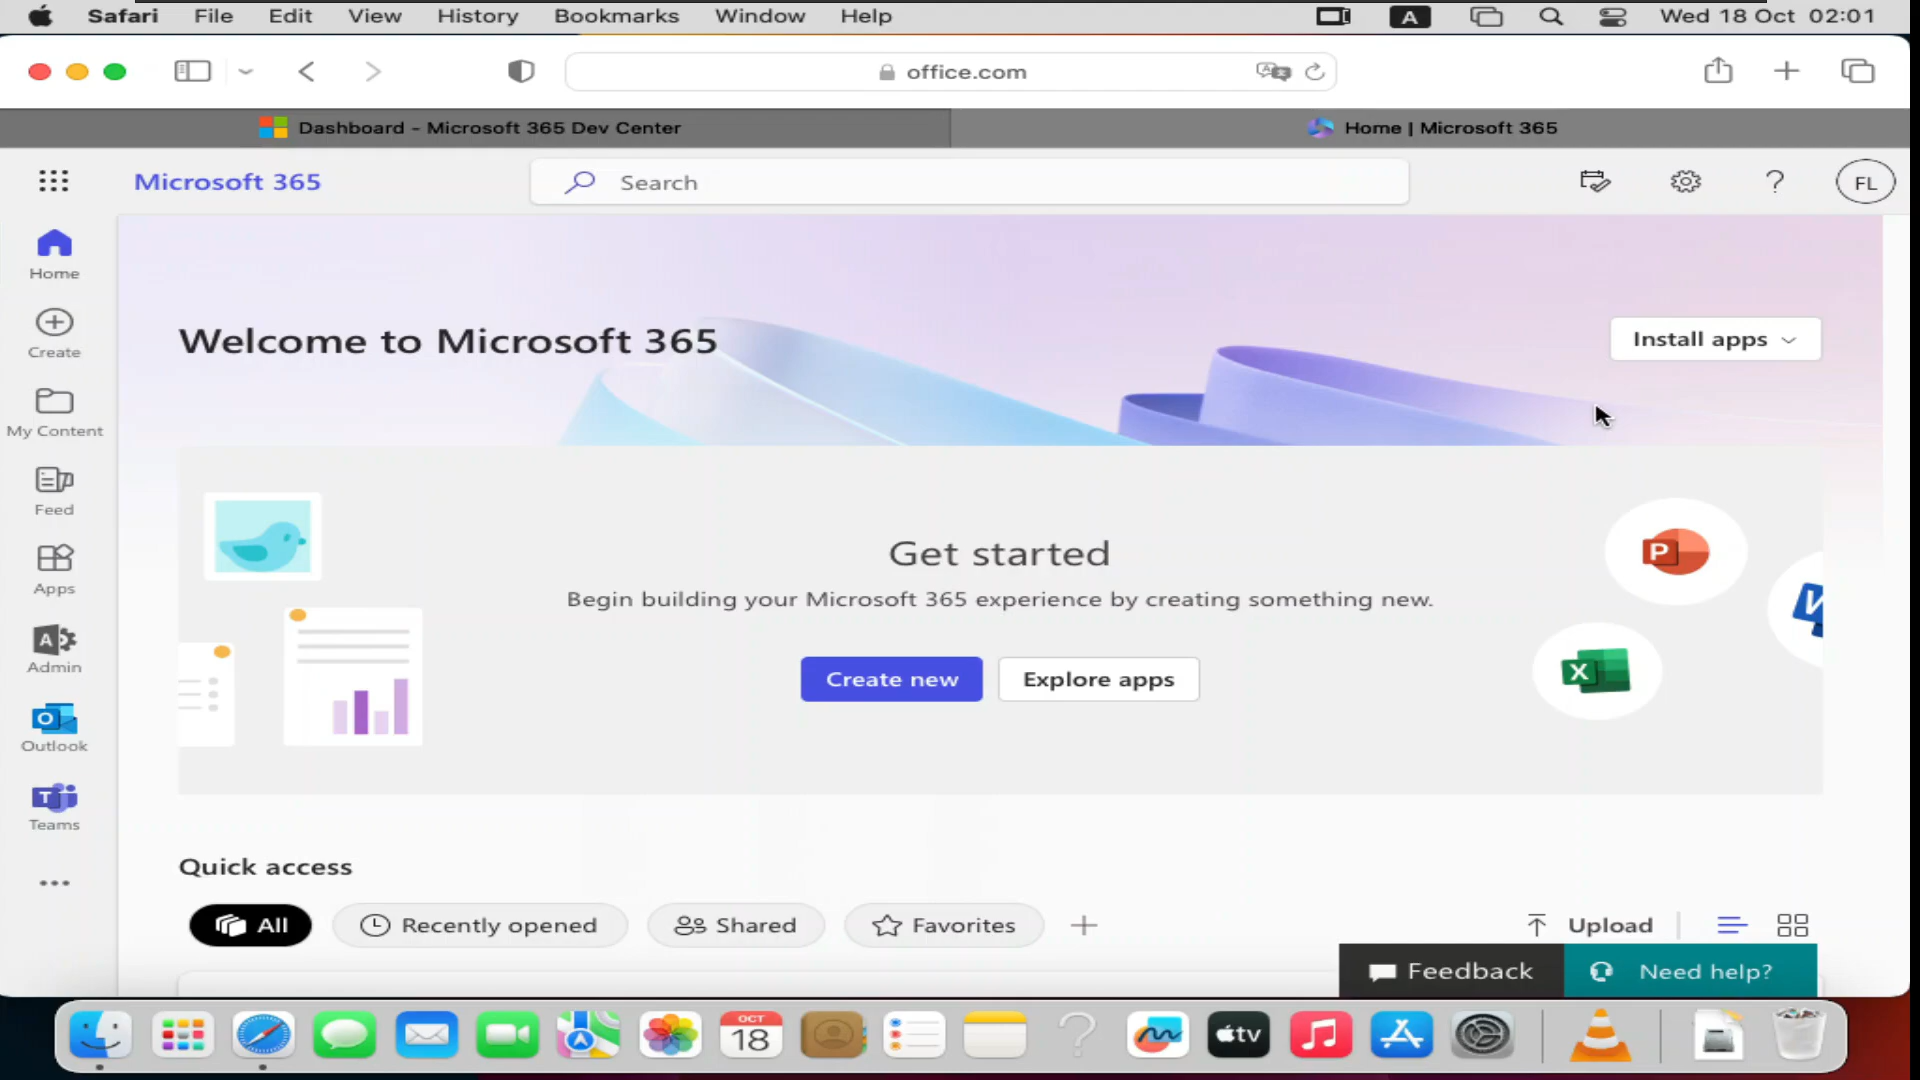 Safari File Edit View History Bookmarks Window Help A Wed 18 Oct 02:01
office.com
Dashboard - Microsoft 365 Dev Center
Home | Microsoft 365
Microsoft 365
Search
?
FL
Home
Create
My Content
Feed
Apps
A
Admin
O
Outlook
T
Teams
Welcome to Microsoft 365
Install apps
Get started
Begin building your Microsoft 365 experience by creating something new.
Create new
Explore apps
P
W
X
Quick access
All
Recently opened
Shared
Favorites
Upload
Feedback
Need help?
OCT
18
?
tv